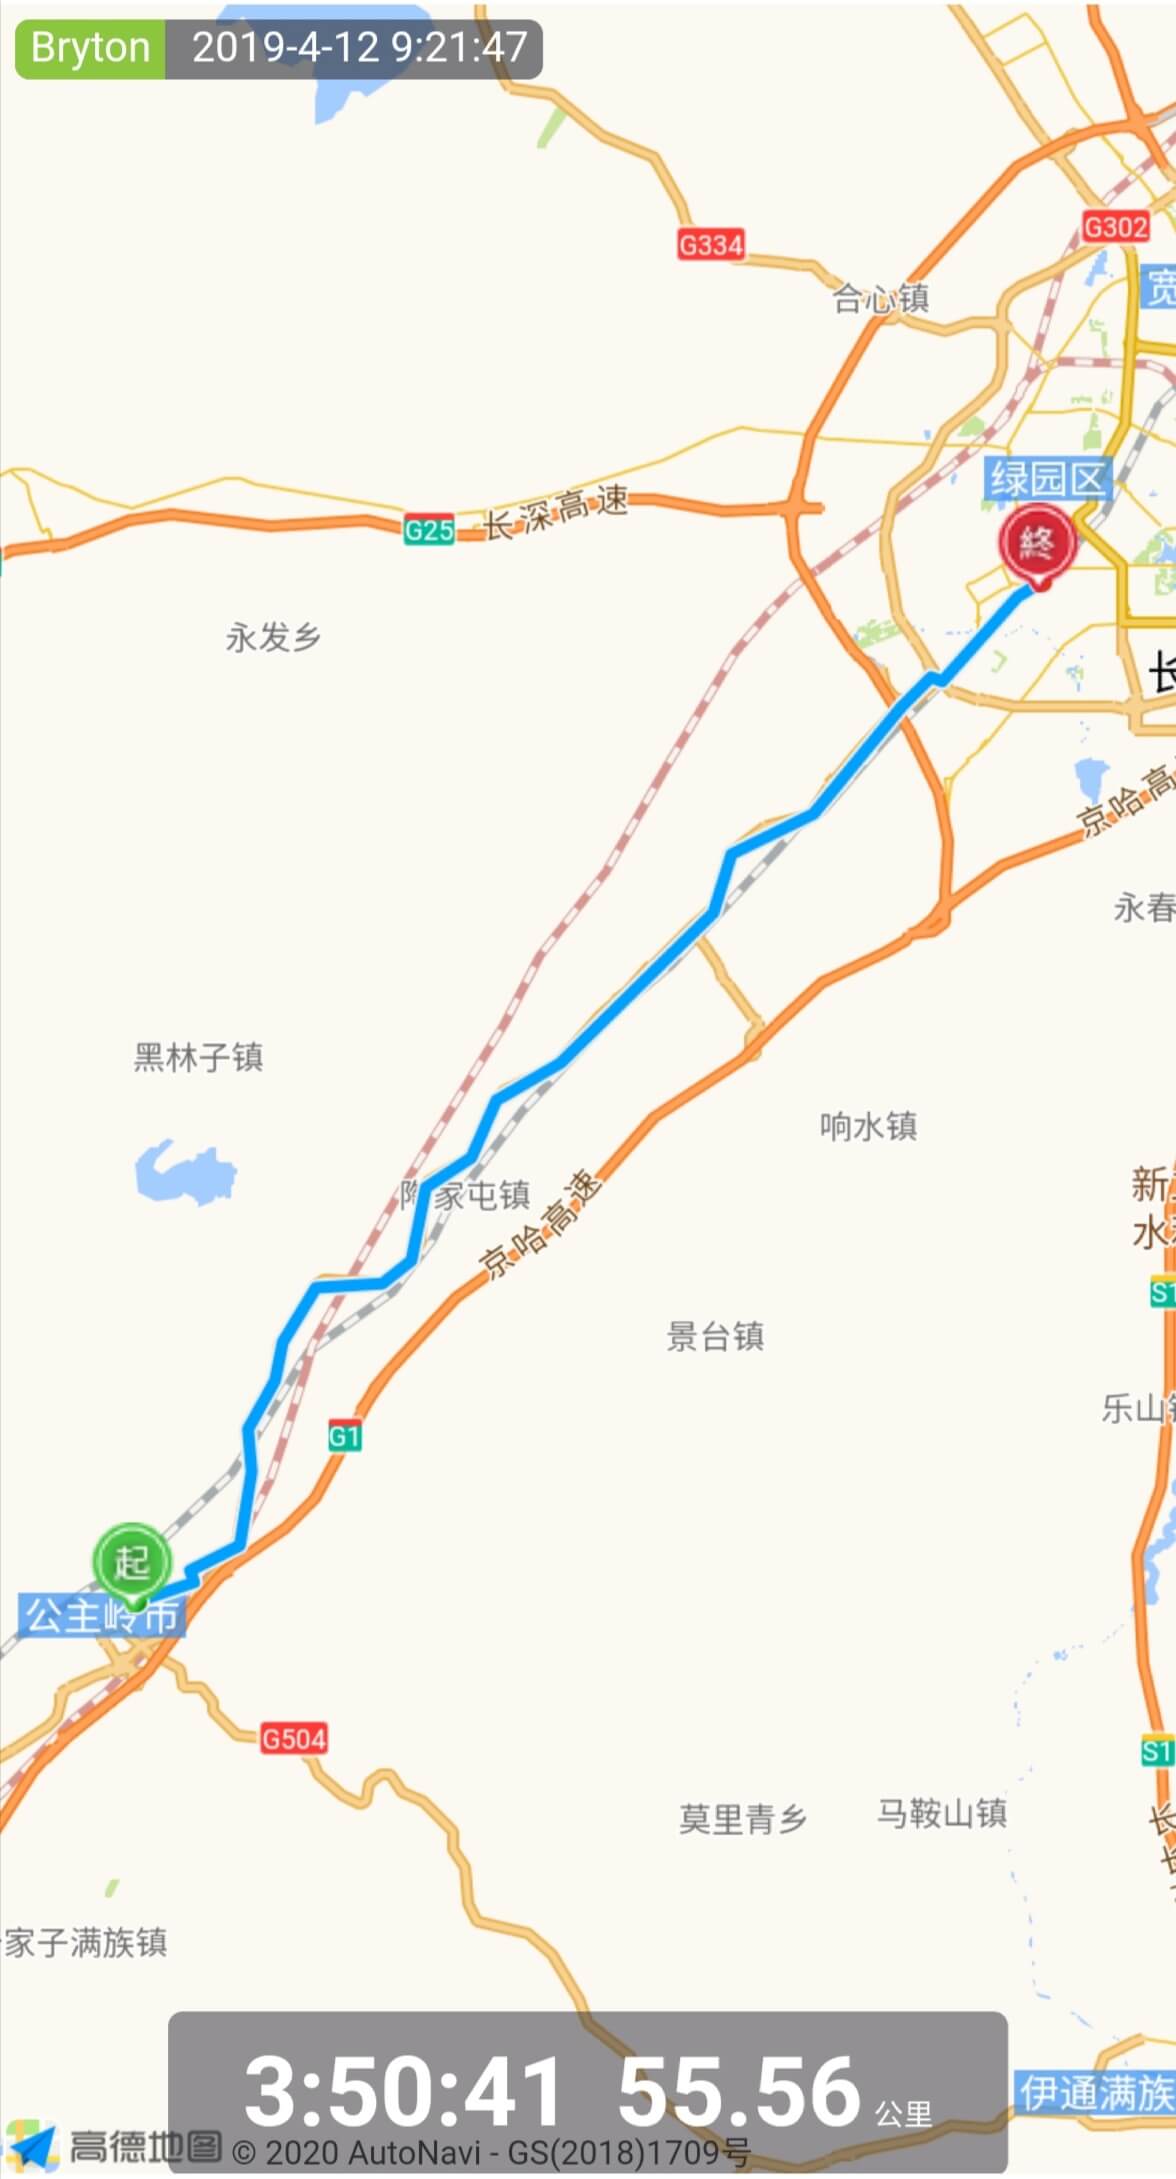 Bryton 2019-4-12 9:21:47
G302
G334
宽
合心镇
绿园区
G25 长深高速
終
永发乡
长
京哈高
永春
黑林子镇
响水镇
家屯镇
京哈高速
新
水
S1
景台镇
乐山
G1
起
公主岭市
G504
S1
莫里青乡
马鞍山镇
长
长
家子满族镇
3:50:41 55.56 公里
伊通满族
高德地图 © 2020 AutoNavi - GS(2018)1709号